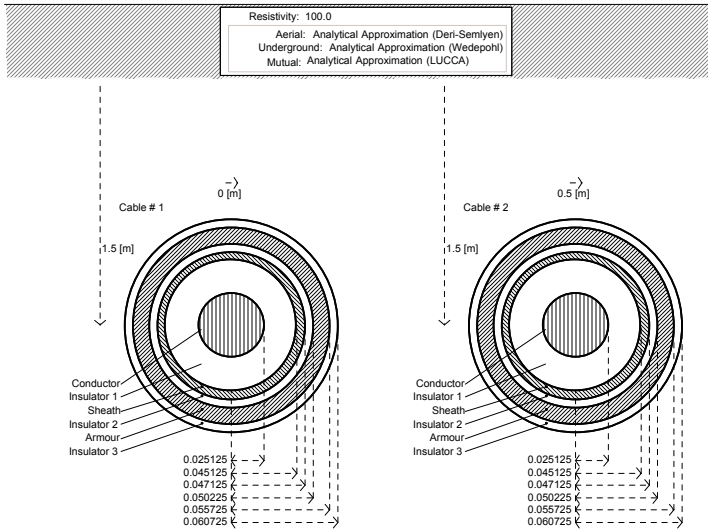 Resistivity: 100.0
Aerial: Analytical Approximation (Deri-Semlyen)
Underground: Analytical Approximation (Wedepohl)
Mutual: Analytical Approximation (LUCCA)
0 [m]
Cable # 1
1.5 [m]
Conductor
Insulator 1
Sheath
Insulator 2
Armour
Insulator 3
0.025125
0.045125
0.047125
0.050225
0.055725
0.060725
0.5 [m]
Cable # 2
1.5 [m]
Conductor
Insulator 1
Sheath
Insulator 2
Armour
Insulator 3
0.025125
0.045125
0.047125
0.050225
0.055725
0.060725